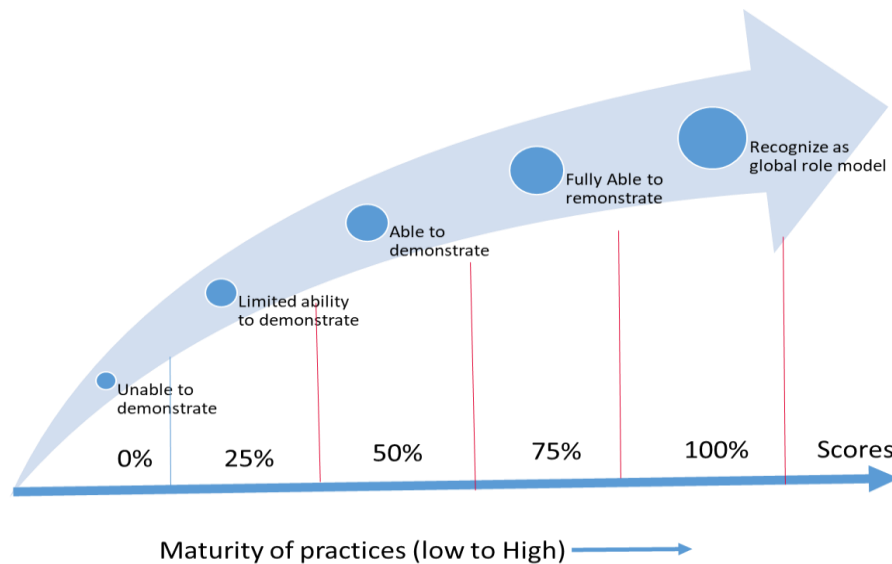 Recognize as
global role model
Fully Able to
remonstrate
Able to
demonstrate
Limited ability
to demonstrate
Unable to
demonstrate
0% 25% 50% 75% 100% Scores
Maturity of practices (low to High)